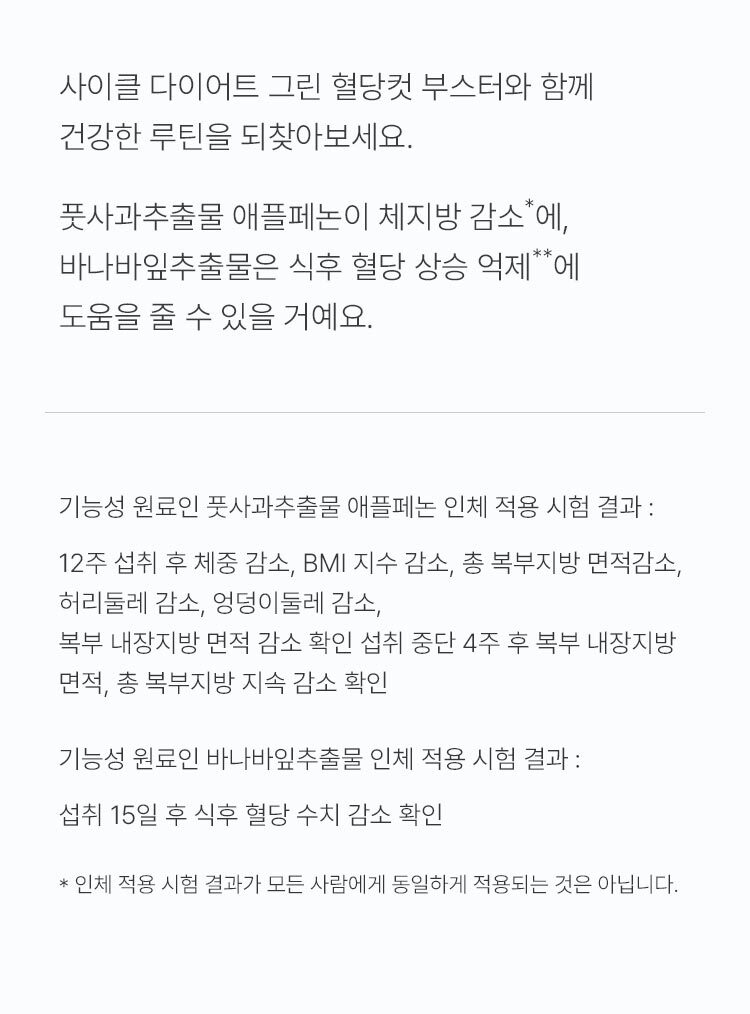 사이클 다이어트 그린 혈당컷 부스터와 함께
건강한 루틴을 되찾아보세요.
풋사과추출물 애플페논이 체지방 감소*에,
바나바잎추출물은 식후 혈당 상승 억제**에
도움을 줄 수 있을 거예요.
기능성 원료인 풋사과추출물 애플페논 인체 적용 시험 결과 :
12주 섭취 후 체중 감소, BMI 지수 감소, 총 복부지방 면적감소,
허리둘레 감소, 엉덩이둘레 감소,
복부 내장지방 면적 감소 확인 섭취 중단 4주 후 복부 내장지방
면적, 총 복부지방 지속 감소 확인
기능성 원료인 바나바잎추출물 인체 적용 시험 결과 :
섭취 15일 후 식후 혈당 수치 감소 확인
* 인체 적용 시험 결과가 모든 사람에게 동일하게 적용되는 것은 아닙니다.